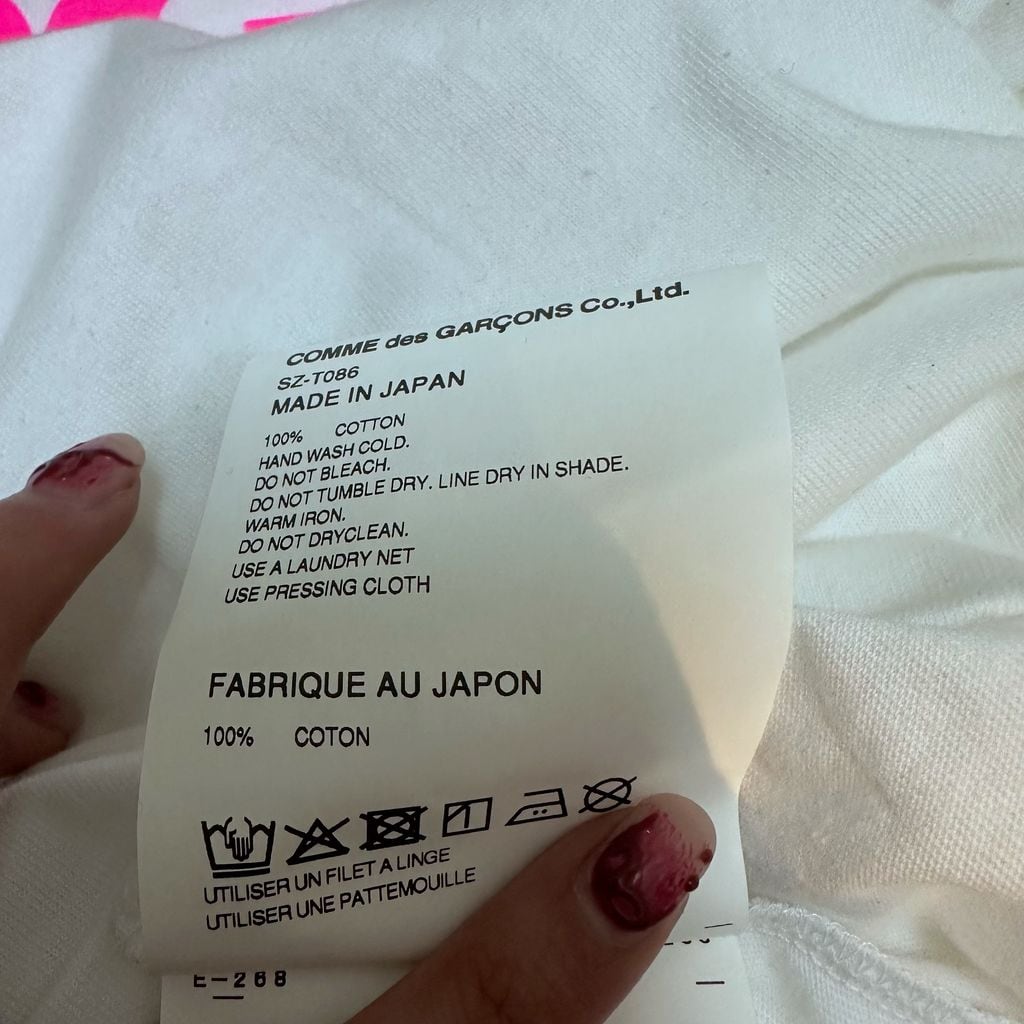 COMME des GARÇONS Co.,Ltd.
SZ-T086
MADE IN JAPAN
100% COTTON
HAND WASH COLD.
DO NOT BLEACH.
DO NOT TUMBLE DRY. LINE DRY IN SHADE.
WARM IRON.
DO NOT DRYCLEAN.
USE A LAUNDRY NET
USE PRESSING CLOTH
FABRIQUE AU JAPON
100% COTON
UTILISER UN FILET A LINGE
UTILISER UNE PATTEMOUILLE
E-268